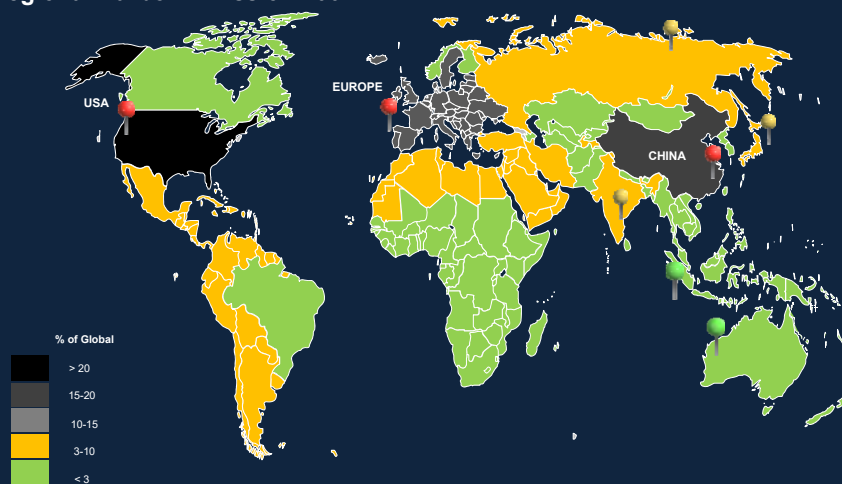 USA
EUROPE
CHINA
% of Global
> 20
15-20
10-15
3-10
< 3